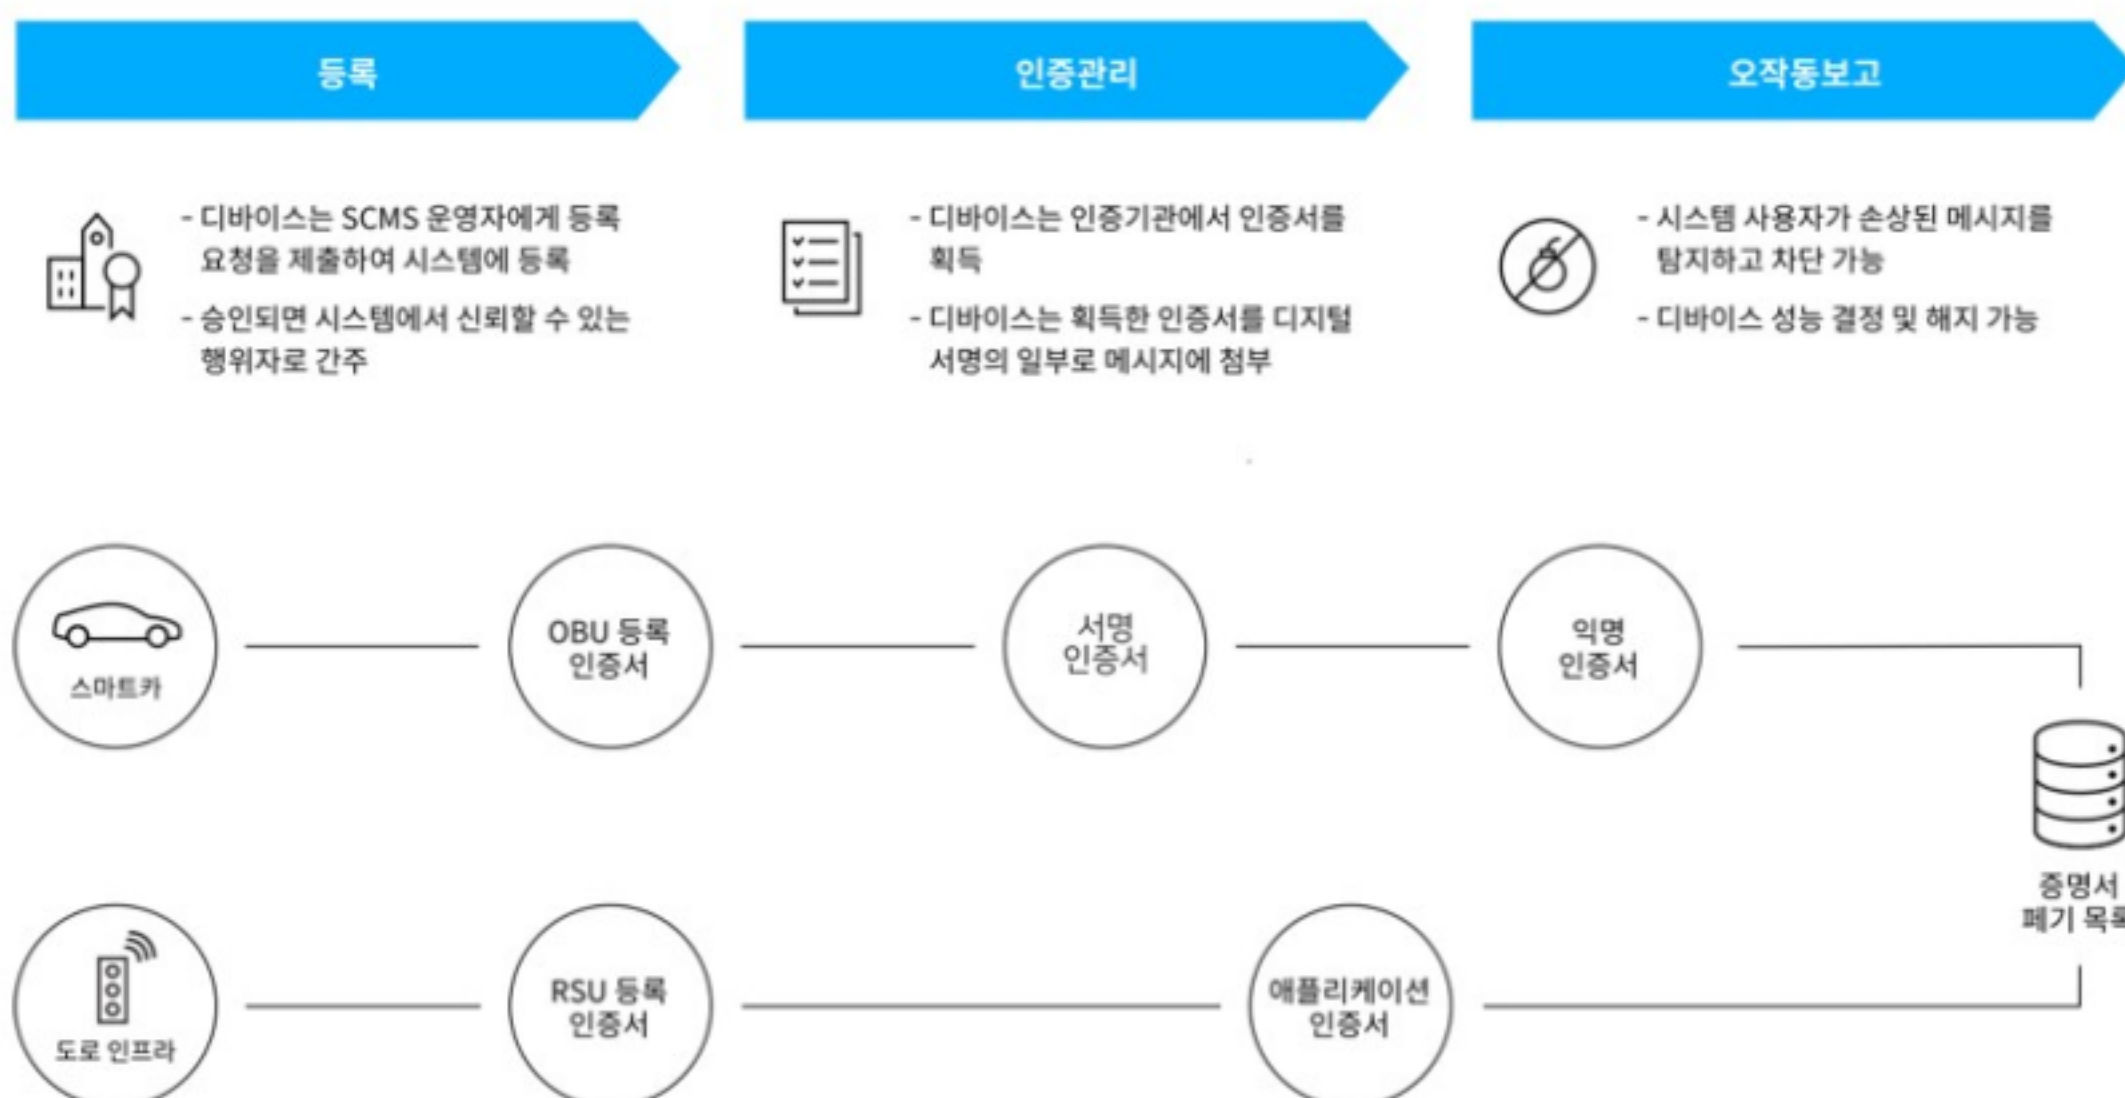 등록
인증관리
오작동보고
- 디바이스는 SCMS 운영자에게 등록
요청을 제출하여 시스템에 등록
- 승인되면 시스템에서 신뢰할 수 있는
행위자로 간주
- 디바이스는 인증기관에서 인증서를
획득
- 디바이스는 획득한 인증서를 디지털
서명의 일부로 메시지에 첨부
- 시스템 사용자가 손상된 메시지를
탐지하고 차단 가능
- 디바이스 성능 결정 및 해지 가능
스마트카
OBU 등록
인증서
서명
인증서
익명
인증서
증명서
폐기 목록
도로 인프라
RSU 등록
인증서
애플리케이션
인증서